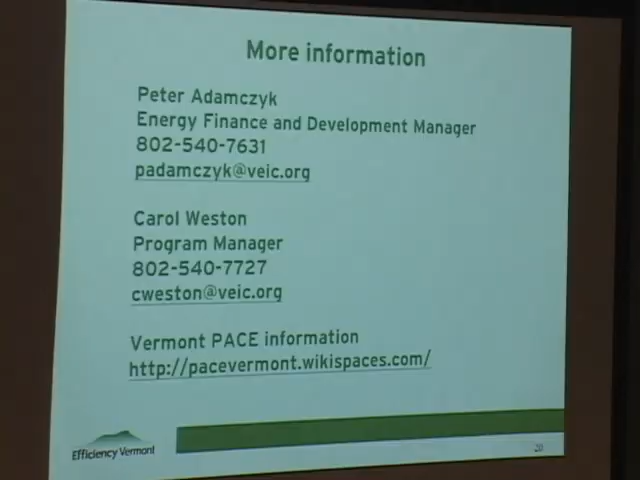 More information
Peter Adamczyk
Energy Finance and Development Manager
802-540-7631
padamczyk@veic.org
Carol Weston
Program Manager
802-540-7727
cweston@veic.org
Vermont PACE information
http://pacevermont.wikispaces.com/
Efficiency Vermont